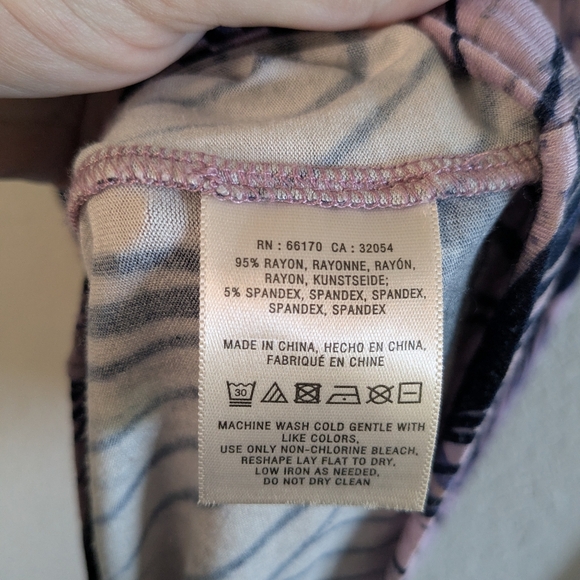 RN : 66170 CA : 32054
95% RAYON, RAYONNE, RAYÓN,
RAYON, KUNSTSEIDE;
5% SPANDEX, SPANDEX, SPANDEX,
SPANDEX, SPANDEX
MADE IN CHINA, HECHO EN CHINA,
FABRIQUÉ EN CHINE
30
MACHINE WASH COLD GENTLE WITH
LIKE COLORS,
USE ONLY NON-CHLORINE BLEACH,
RESHAPE LAY FLAT TO DRY,
LOW IRON AS NEEDED,
DO NOT DRY CLEAN